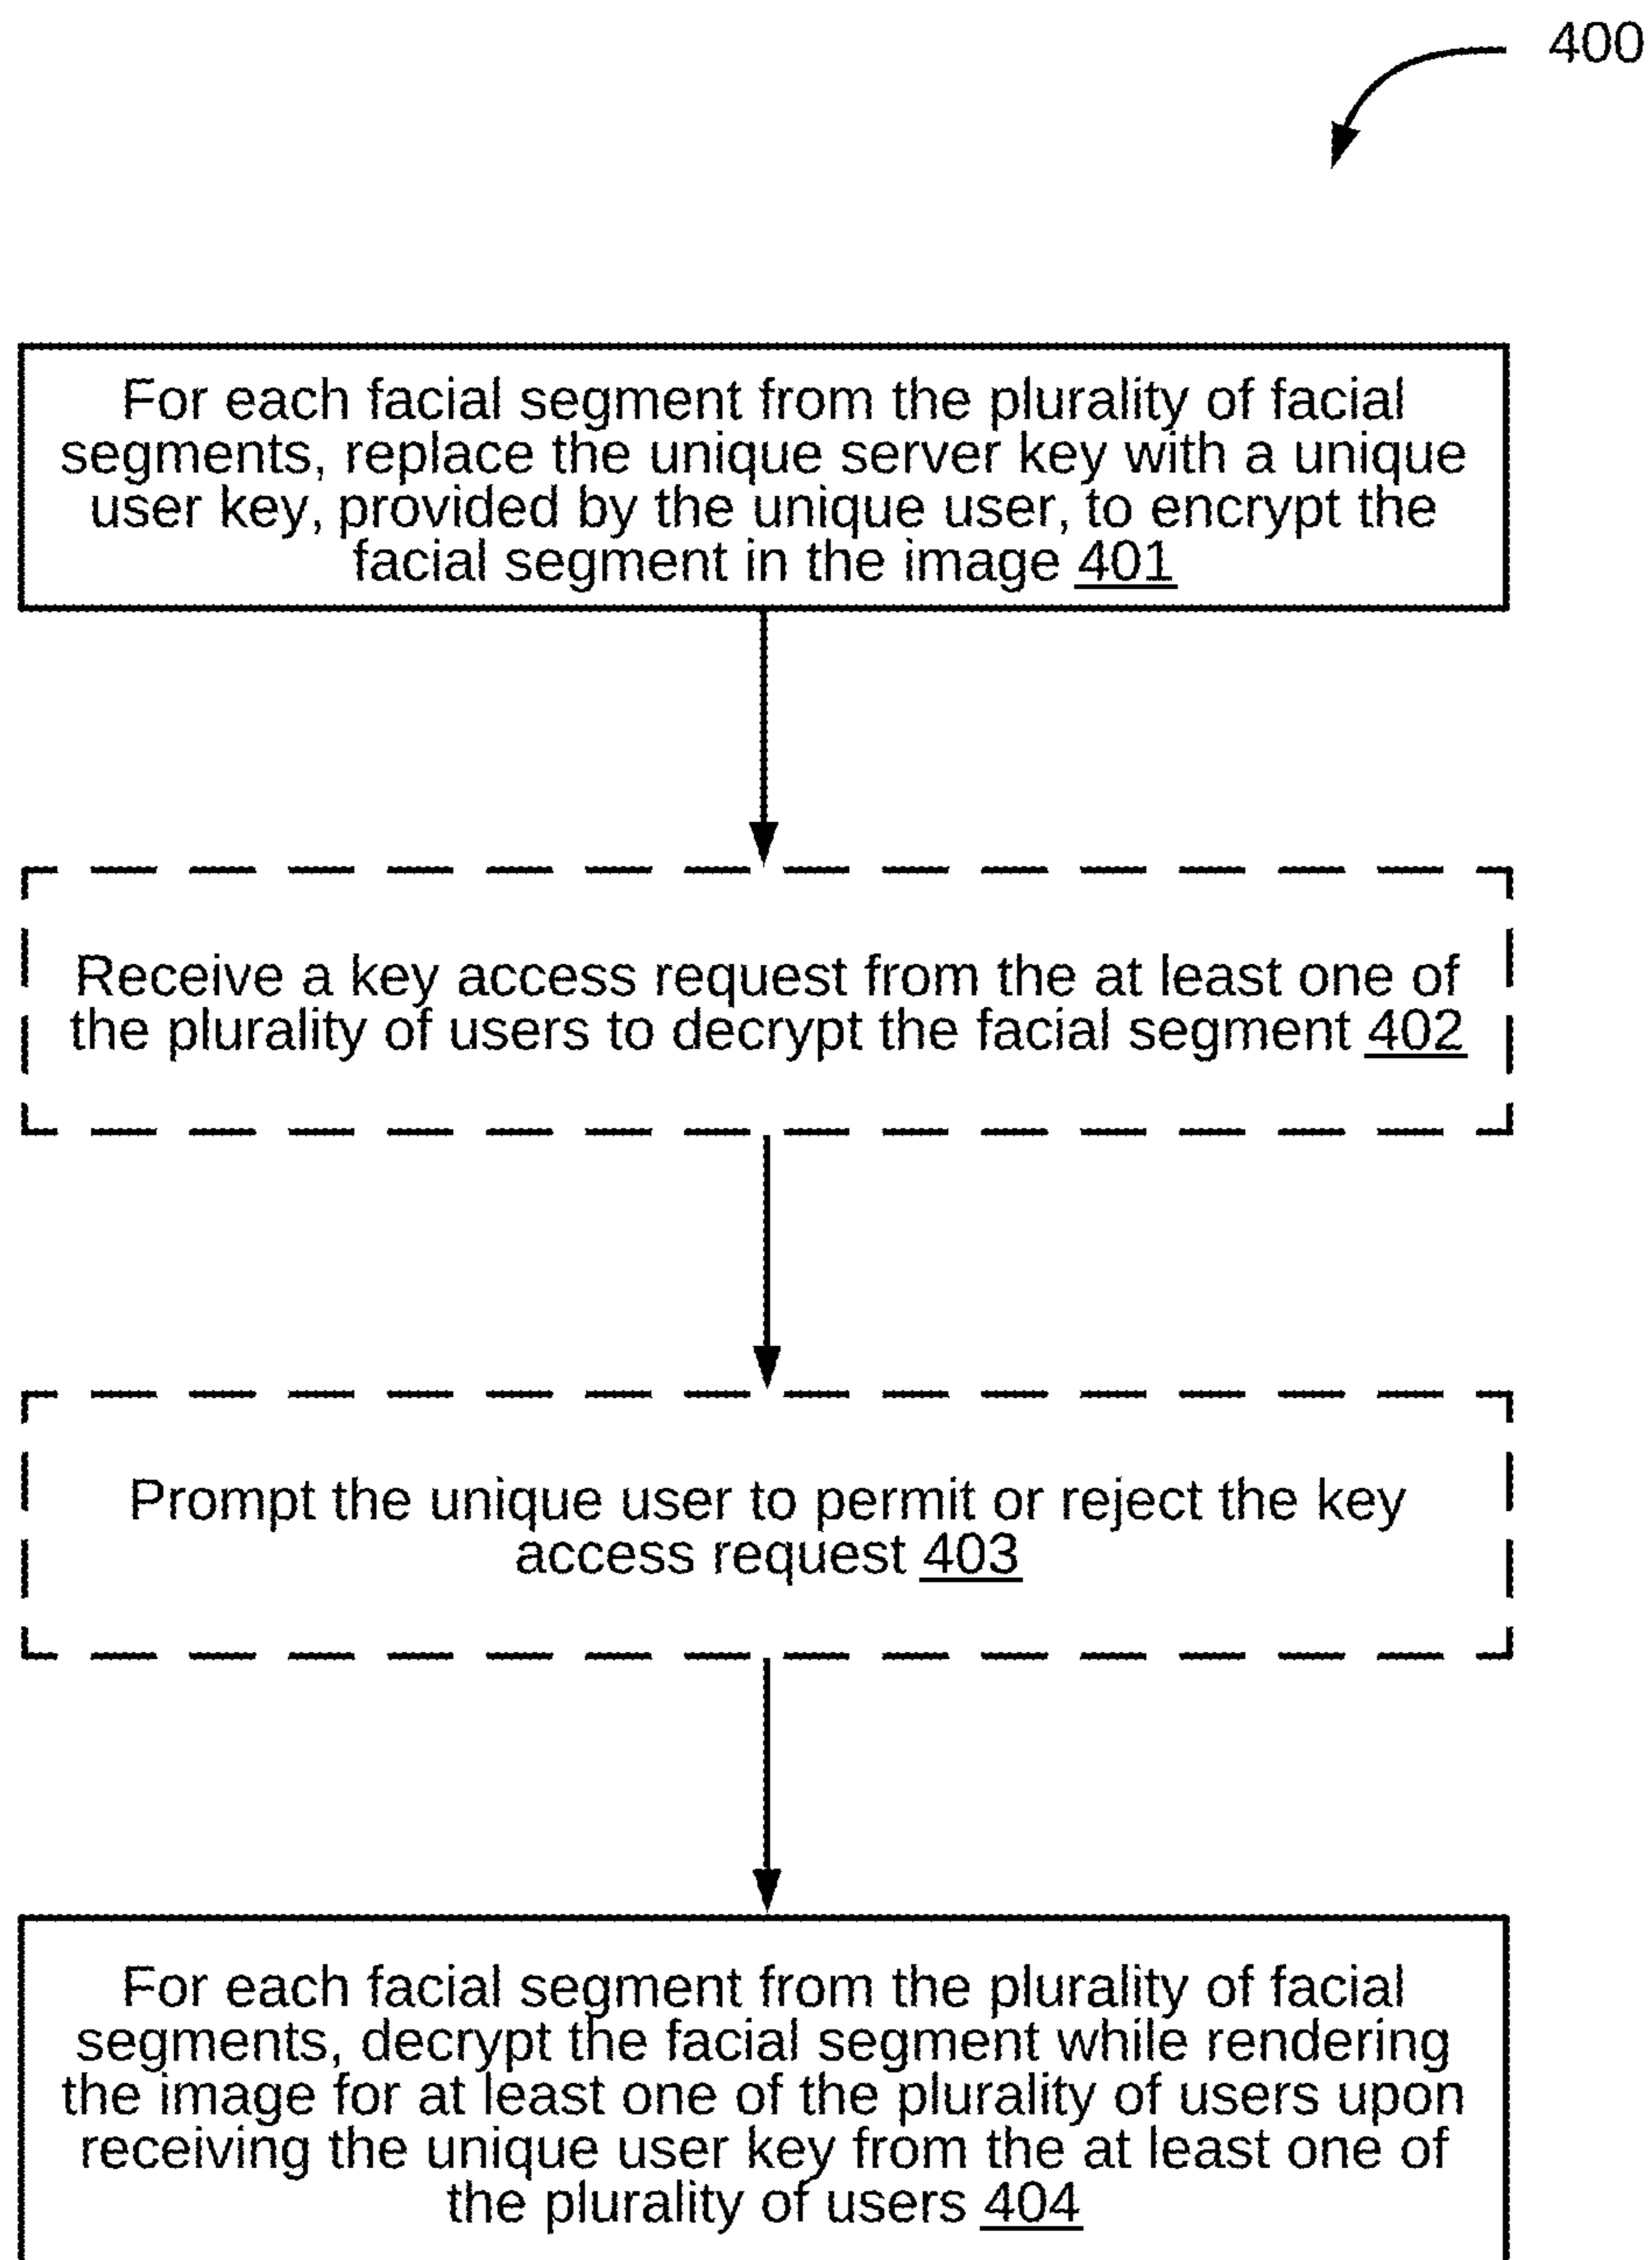 400
For each facial segment from the plurality of facial
segments, replace the unique server key with a unique
user key, provided by the unique user, to encrypt the
facial segment in the image 401
Receive a key access request from the at least one of
the plurality of users to decrypt the facial segment 402
Prompt the unique user to permit or reject the key
access request 403
For each facial segment from the plurality of facial
segments, decrypt the facial segment while rendering
the image for at least one of the plurality of users upon
receiving the unique user key from the at least one of
the plurality of users 404